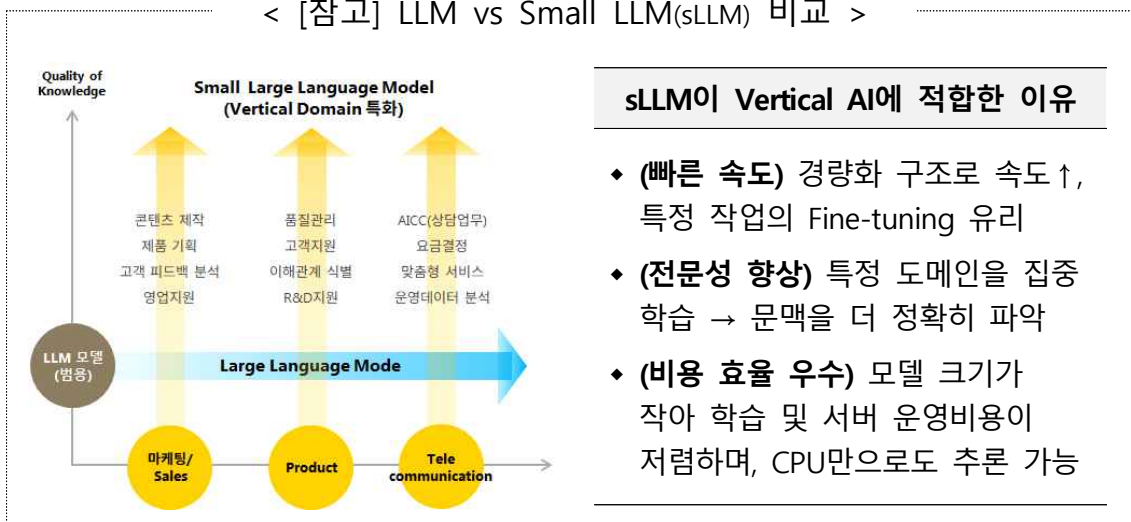 < [참고] LLM vs Small LLM(sLLM) 비교 >
Quality of
Knowledge
Small Large Language Model
(Vertical Domain 특화)
콘텐츠 제작
제품 기획
고객 피드백 분석
영업지원
품질관리
고객지원
이해관계 식별
R&D지원
AICC(상담업무)
요금결정
맞춤형 서비스
운영데이터 분석
LLM 모델
(범용)
Large Language Mode
마케팅/
Sales
Product
Tele
communication
sLLM이 Vertical AI에 적합한 이유
◆ (빠른 속도) 경량화 구조로 속도↑,
특정 작업의 Fine-tuning 유리
◆ (전문성 향상) 특정 도메인을 집중
학습 → 문맥을 더 정확히 파악
◆ (비용 효율 우수) 모델 크기가
작아 학습 및 서버 운영비용이
저렴하며, CPU만으로도 추론 가능